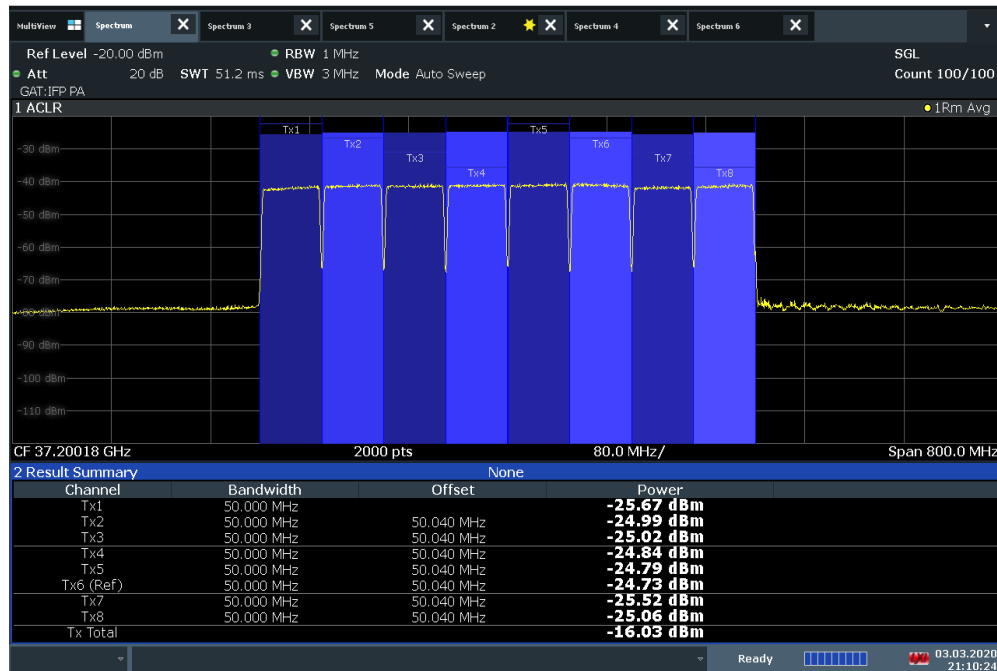 MultiView Spectrum Spectrum 3 Spectrum 5 Spectrum 2 Spectrum 4 Spectrum 6
Ref Level -20.00 dBm RBW 1 MHz SGL
Att 20 dB SWT 51.2 ms VBW 3 MHz Mode Auto Sweep Count 100/100
GAT:IFP PA
1 ACLR 1Rm Avg
Tx1 Tx5
Tx2 Tx6
-30 dBm
Tx3 Tx7
Tx4 Tx8
-40 dBm
-50 dBm
-60 dBm
-70 dBm
-80 dBm
-90 dBm
-100 dBm
-110 dBm
CF 37.20018 GHz 2000 pts 80.0 MHz/ Span 800.0 MHz
2 Result Summary None
Channel Bandwidth Offset Power
Tx1 50.000 MHz -25.67 dBm
Tx2 50.000 MHz 50.040 MHz -24.99 dBm
Tx3 50.000 MHz 50.040 MHz -25.02 dBm
Tx4 50.000 MHz 50.040 MHz -24.84 dBm
Tx5 50.000 MHz 50.040 MHz -24.79 dBm
Tx6 (Ref) 50.000 MHz 50.040 MHz -24.73 dBm
Tx7 50.000 MHz 50.040 MHz -25.52 dBm
Tx8 50.000 MHz 50.040 MHz -25.06 dBm
Tx Total -16.03 dBm
Ready 03.03.2020
21:10:24